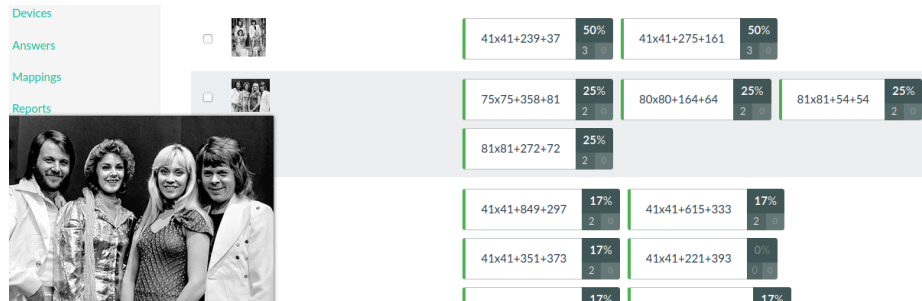 Devices
Answers
Mappings
Reports
41x41+239+37 50% 3 0
41x41+275+161 50% 3 0
75x75+358+81 25% 2 0
80x80+164+64 25% 2 0
81x81+54+54 25% 2 0
81x81+272+72 25% 2 0
41x41+849+297 17% 2 0
41x41+615+333 17% 2 0
41x41+351+373 17% 2 0
41x41+221+393 0% 0 0
17%
17%